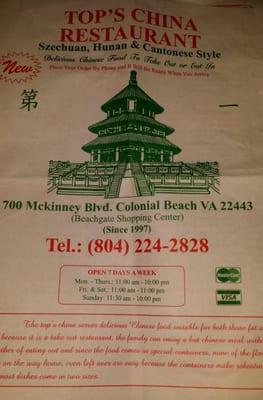 TOP'S CHINA
RESTAURANT
Szechuan, Hunan & Cantonese Style
Delicious Chinese Food To Take Out or Eat In
Place Your Order By Phone and It Will Be Ready When You Arrive
New
第 一
700 Mckinney Blvd. Colonial Beach VA 22443
(Beachgate Shopping Center)
(Since 1997)
Tel.: (804) 224-2828
OPEN 7 DAYS A WEEK
Mon. - Thurs.: 11:00 am - 10:00 pm
Fri. & Sat.: 11:00 am - 11:00 pm
Sunday: 11:30 am - 10:00 pm
MasterCard
VISA
The top's china serves delicious Chinese food suitable for both those fat a
because it is a take out restaurant, the family can enjoy a hot chinese meal witho
ther of eating out and since the food comes in special containers, none of the flav
on the way home, even left over are easy because the containers make reheating
most dishes come in two sizes.